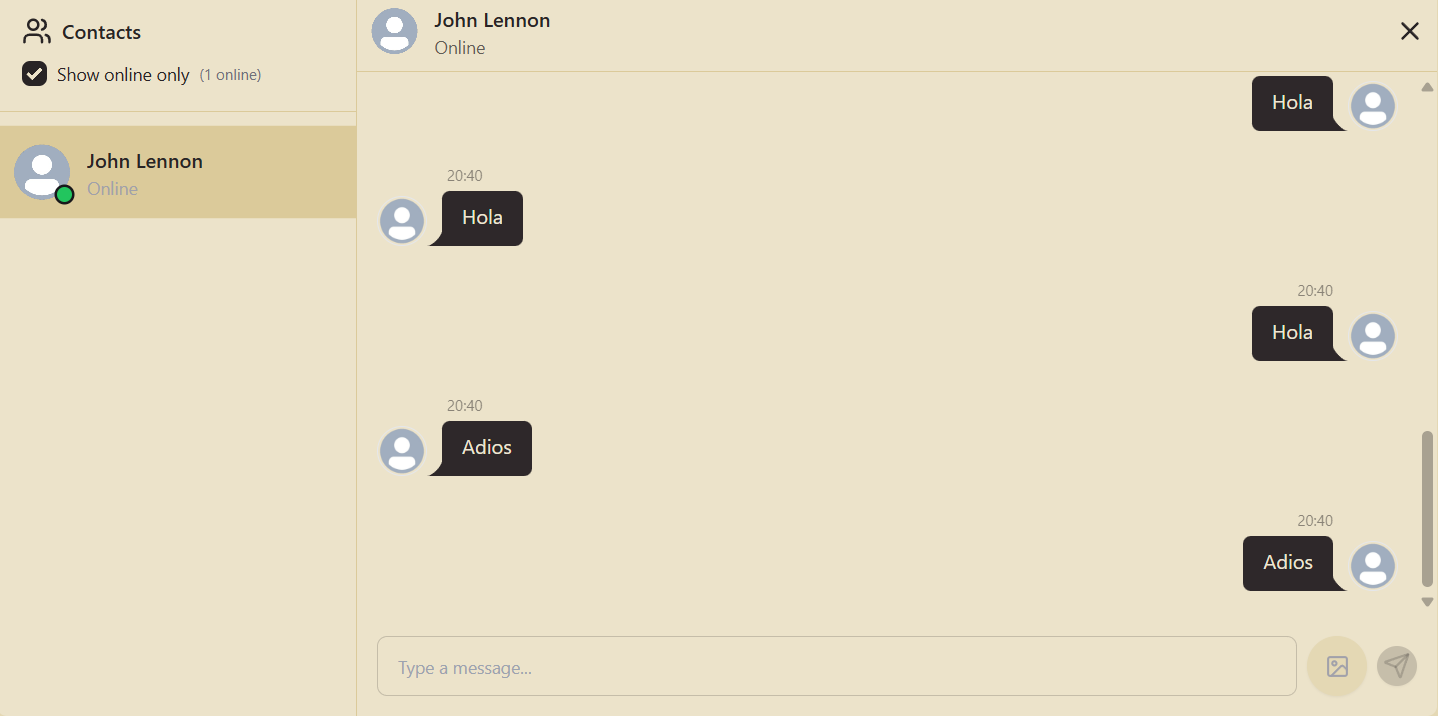 Contacts
Show online only (1 online)
John Lennon
Online
John Lennon
Online
Hola
20:40
Hola
20:40
Hola
20:40
Adios
20:40
Adios
Type a message...